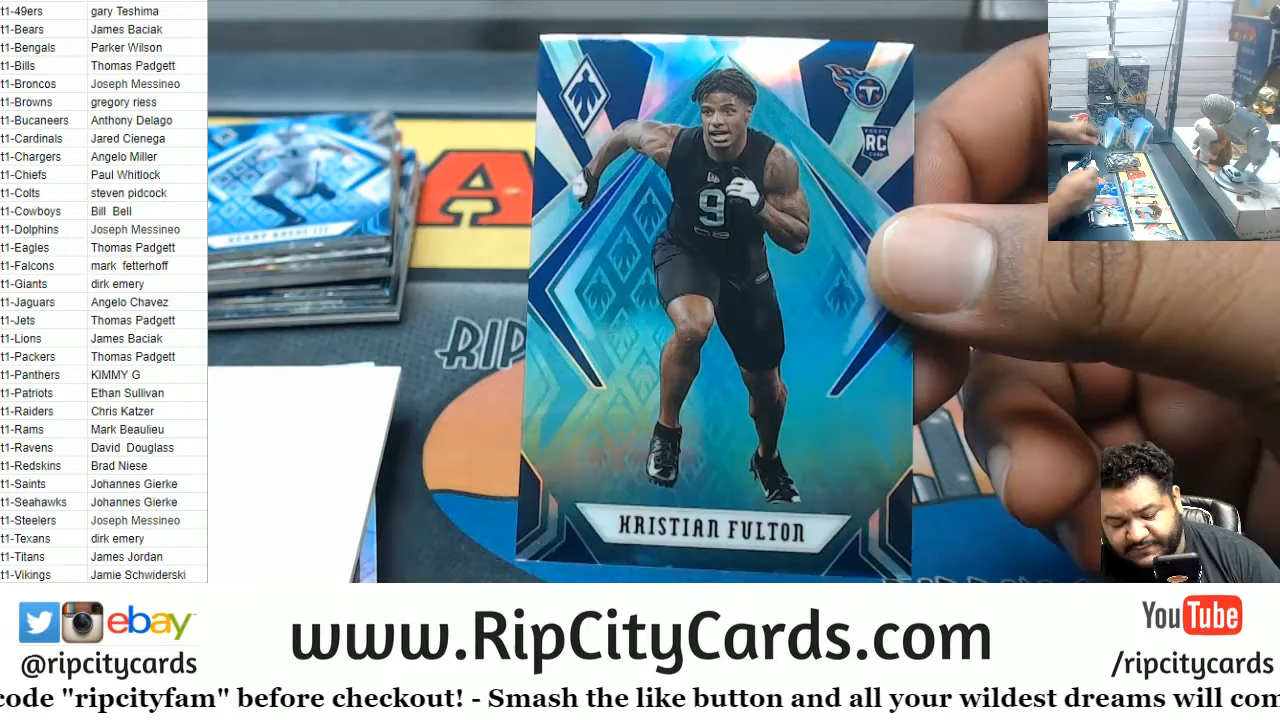 t1-49ers gary Teshima
t1-Bears James Baciak
t1-Bengals Parker Wilson
t1-Bills Thomas Padgett
t1-Broncos Joseph Messineo
t1-Browns gregory riess
t1-Bucaneers Anthony Delago
t1-Cardinals Jared Cienega
t1-Chargers Angelo Miller
t1-Chiefs Paul Whitlock
t1-Colts steven pidcock
t1-Cowboys Bill Bell
t1-Dolphins Joseph Messineo
t1-Eagles Thomas Padgett
t1-Falcons mark fetterhoff
t1-Giants dirk emery
t1-Jaguars Angelo Chavez
t1-Jets Thomas Padgett
t1-Lions James Baciak
t1-Packers Thomas Padgett
t1-Panthers KIMMY G
t1-Patriots Ethan Sullivan
t1-Raiders Chris Katzer
t1-Rams Mark Beaulieu
t1-Ravens David Douglass
t1-Redskins Brad Niese
t1-Saints Johannes Gierke
t1-Seahawks Johannes Gierke
t1-Steelers Joseph Messineo
t1-Texans dirk emery
t1-Titans James Jordan
t1-Vikings Jamie Schwiderski
T
ROOKIE
RC
CARD
9
RIP
KRISTIAN FULTON
ebay
@ripcitycards
www.RipCityCards.com
YouTube
/ripcitycards
code "ripcityfam" before checkout! - Smash the like button and all your wildest dreams will com